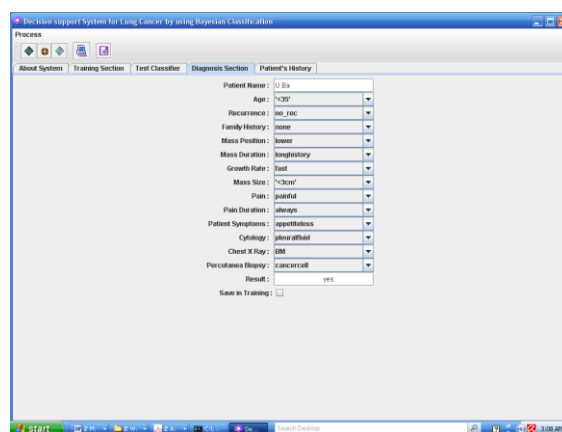 Decision support System for Lung Cancer by using Bayesian Classification
Process
About System Training Section Test Classifier Diagnosis Section Patient's History
Patient Name : U Ba
Age : '<35'
Recurrence : no_rec
Family History : none
Mass Position : lower
Mass Duration : longhistory
Growth Rate : fast
Mass Size : '<3cm'
Pain : painful
Pain Duration : always
Patient Symptoms : appetiteloss
Cytology : pleuralfluid
Chest X Ray : BM
Percutanea Biopsy : cancercell
Result : yes
Save in Training :
start Search Desktop 3:08 AM